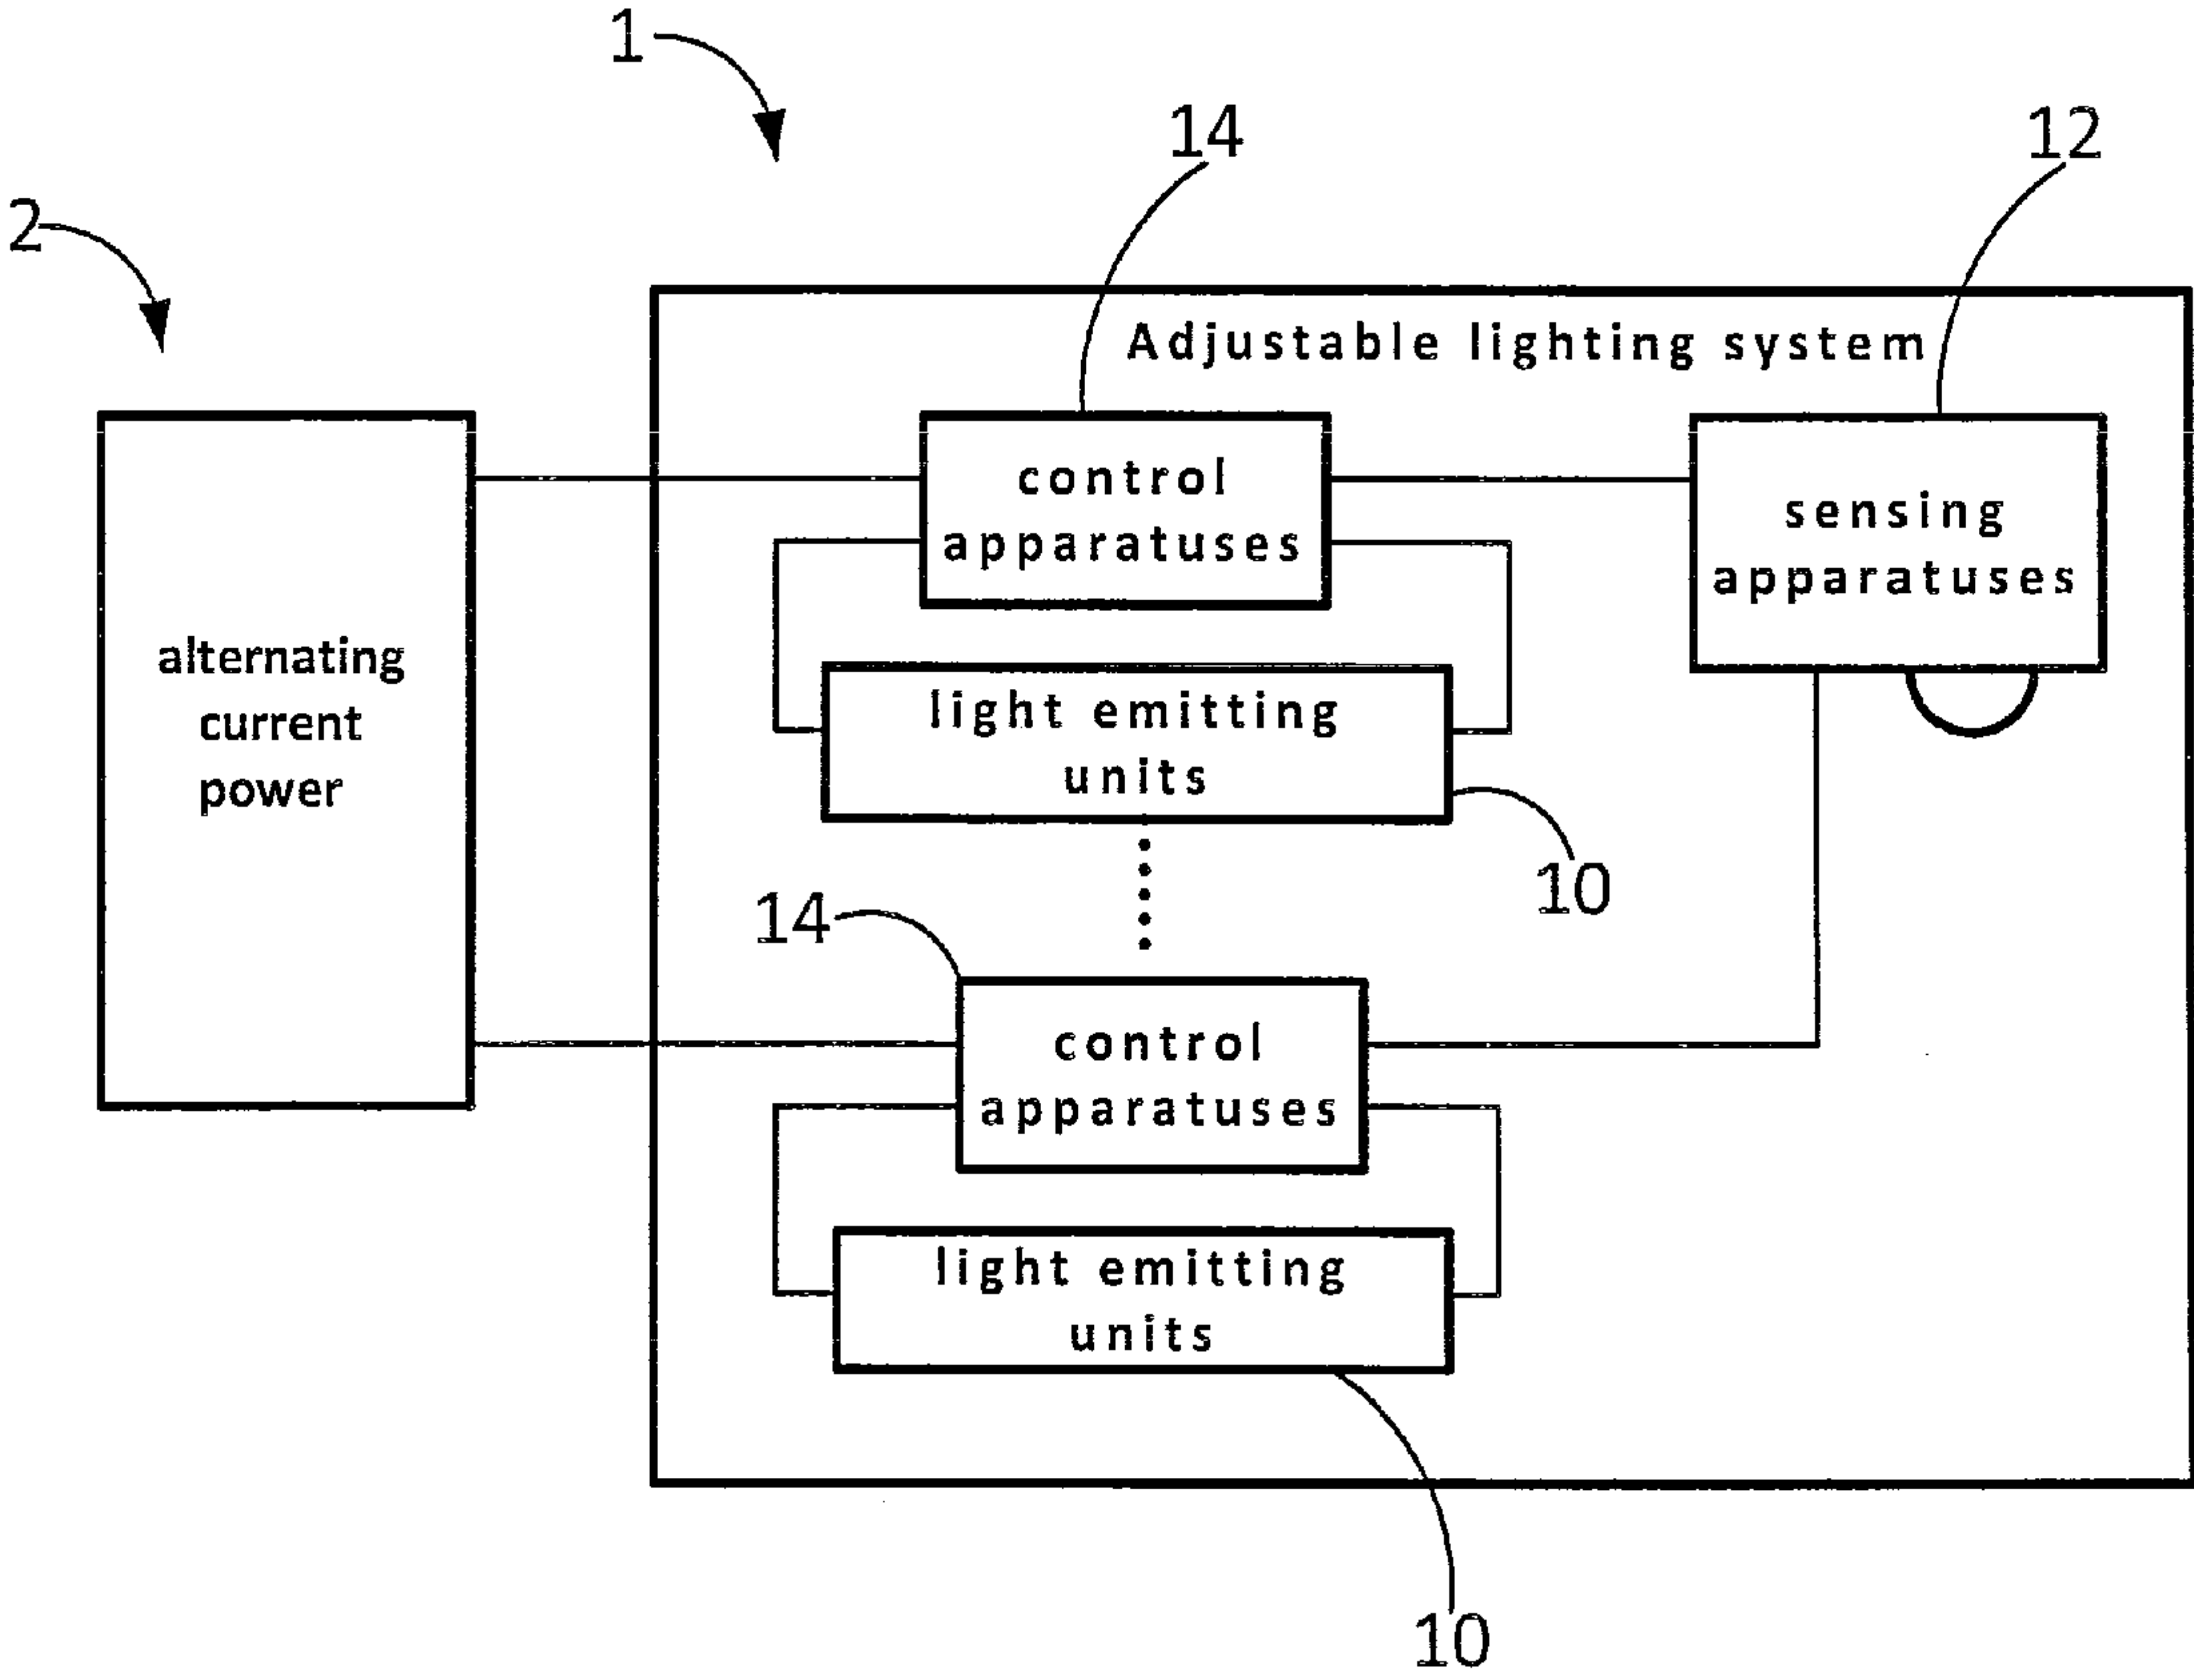 1
14
12
2
Adjustable lighting system
control
apparatuses
sensing
apparatuses
alternating
current
power
light emitting
units
10
14
control
apparatuses
light emitting
units
10